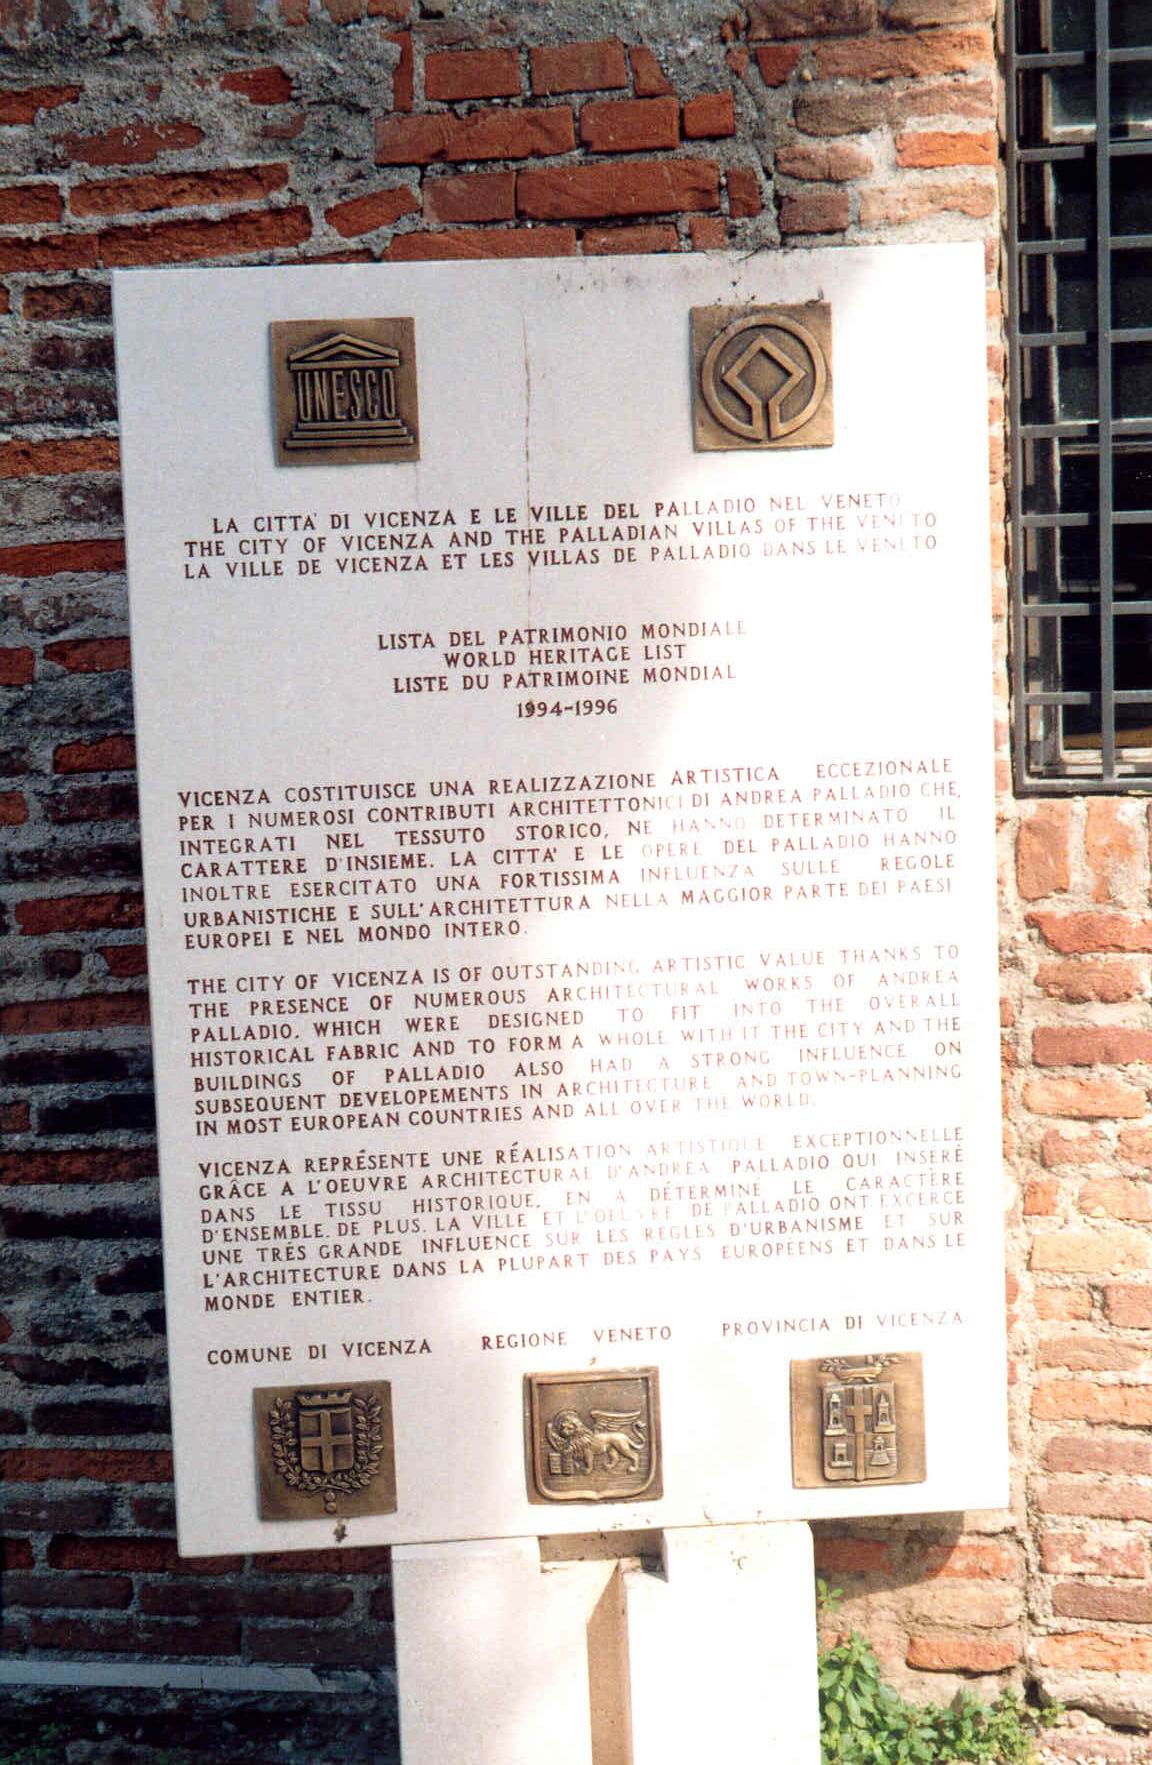 UNESCO
LA CITTA' DI VICENZA E LE VILLE DEL PALLADIO NEL VENETO
THE CITY OF VICENZA AND THE PALLADIAN VILLAS OF THE VENETO
LA VILLE DE VICENZA ET LES VILLAS DE PALLADIO DANS LE VENETO
LISTA DEL PATRIMONIO MONDIALE
WORLD HERITAGE LIST
LISTE DU PATRIMOINE MONDIAL
1994-1996
VICENZA COSTITUISCE UNA REALIZZAZIONE ARTISTICA ECCEZIONALE
PER I NUMEROSI CONTRIBUTI ARCHITETTONICI DI ANDREA PALLADIO CHE,
INTEGRATI NEL TESSUTO STORICO, NE HANNO DETERMINATO IL
CARATTERE D'INSIEME. LA CITTA' E LE OPERE DEL PALLADIO HANNO
INOLTRE ESERCITATO UNA FORTISSIMA INFLUENZA SULLE REGOLE
URBANISTICHE E SULL'ARCHITETTURA NELLA MAGGIOR PARTE DEI PAESI
EUROPEI E NEL MONDO INTERO.
THE CITY OF VICENZA IS OF OUTSTANDING ARTISTIC VALUE THANKS TO
THE PRESENCE OF NUMEROUS ARCHITECTURAL WORKS OF ANDREA
PALLADIO, WHICH WERE DESIGNED TO FIT INTO THE OVERALL
HISTORICAL FABRIC AND TO FORM A WHOLE WITH IT THE CITY AND THE
BUILDINGS OF PALLADIO ALSO HAD A STRONG INFLUENCE ON
SUBSEQUENT DEVELOPEMENTS IN ARCHITECTURE AND TOWN-PLANNING
IN MOST EUROPEAN COUNTRIES AND ALL OVER THE WORLD.
VICENZA REPRÉSENTE UNE RÉALISATION ARTISTIQUE EXCEPTIONNELLE
GRÂCE A L'OEUVRE ARCHITECTURAL D'ANDREA PALLADIO QUI INSÉRÉ
DANS LE TISSU HISTORIQUE, EN A DÉTERMINÉ LE CARACTÈRE
D'ENSEMBLE. DE PLUS. LA VILLE ET L'OEUVRE DE PALLADIO ONT EXCERCÉ
UNE TRÉS GRANDE INFLUENCE SUR LES REGLES D'URBANISME ET SUR
L'ARCHITECTURE DANS LA PLUPART DES PAYS EUROPEENS ET DANS LE
MONDE ENTIER.
COMUNE DI VICENZA REGIONE VENETO PROVINCIA DI VICENZA